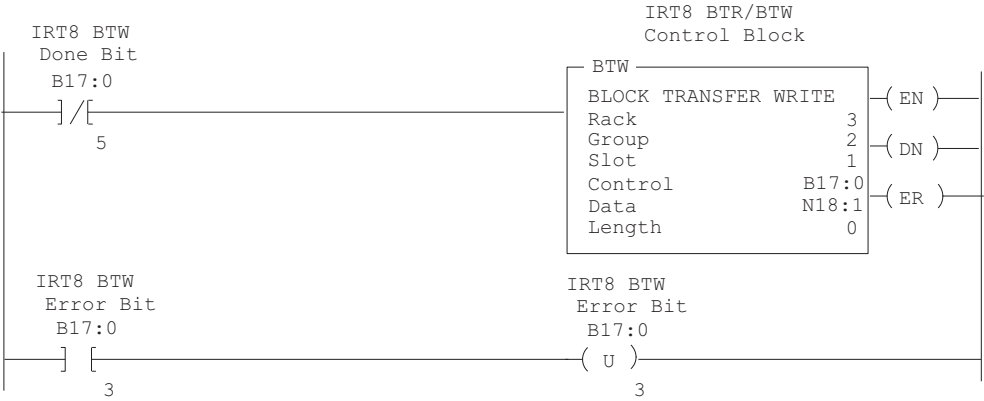 IRT8 BTR/BTW
Control Block
IRT8 BTW
Done Bit
B17:0
5
BTW
BLOCK TRANSFER WRITE
Rack 3
Group 2
Slot 1
Control B17:0
Data N18:1
Length 0
EN
DN
ER
IRT8 BTW
Error Bit
B17:0
3
IRT8 BTW
Error Bit
B17:0
U
3